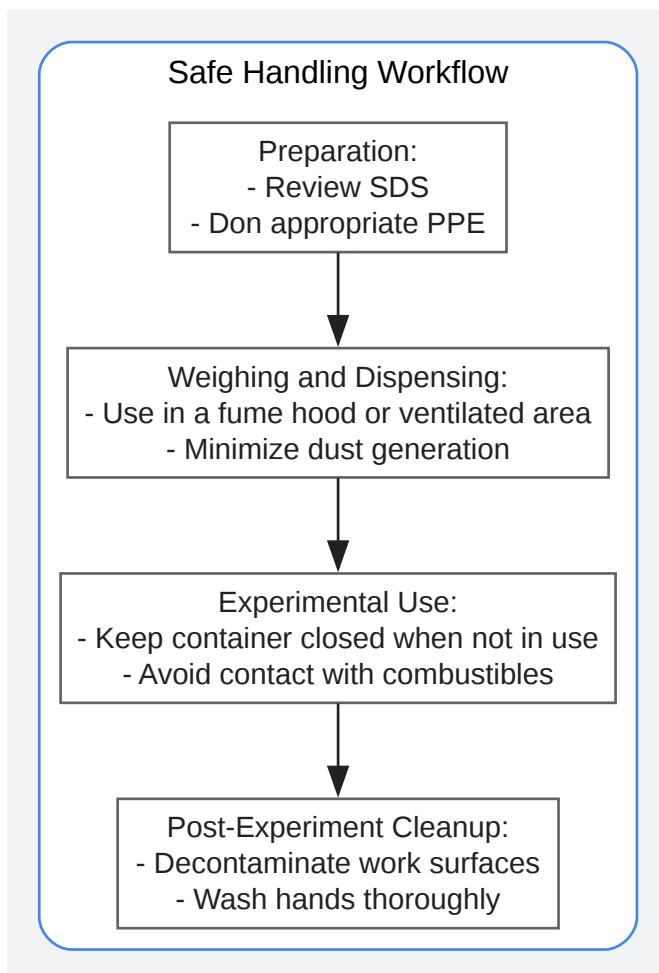 Safe Handling Workflow
Preparation:
- Review SDS
- Don appropriate PPE
Weighing and Dispensing:
- Use in a fume hood or ventilated area
- Minimize dust generation
Experimental Use:
- Keep container closed when not in use
- Avoid contact with combustibles
Post-Experiment Cleanup:
- Decontaminate work surfaces
- Wash hands thoroughly